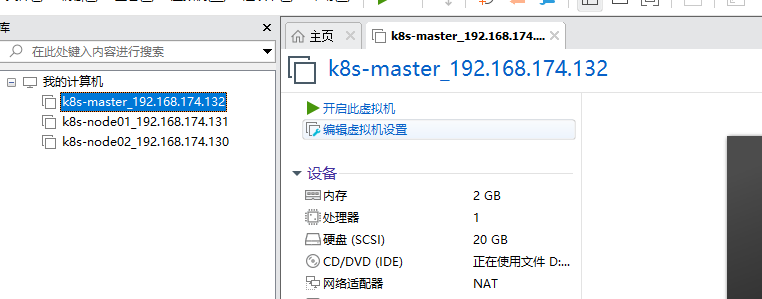 库
在此处键入内容进行搜索
我的计算机
k8s-master_192.168.174.132
k8s-node01_192.168.174.131
k8s-node02_192.168.174.130
主页
k8s-master_192.168.174....
k8s-master_192.168.174.132
开启此虚拟机
编辑虚拟机设置
设备
内存 2 GB
处理器 1
硬盘 (SCSI) 20 GB
CD/DVD (IDE) 正在使用文件 D:...
网络适配器 NAT